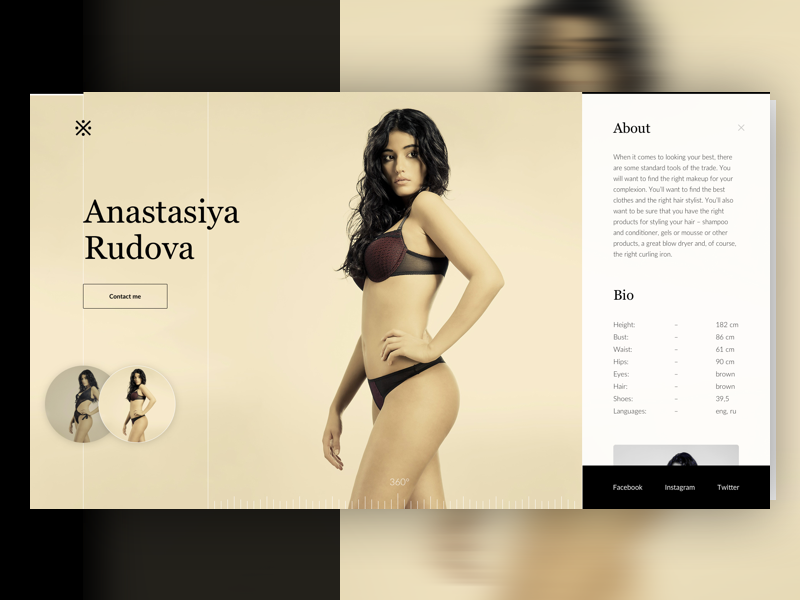 Anastasiya
Rudova
Contact me
360°
About
When it comes to looking your best, there
are some standard tools of the trade. You
will want to find the right makeup for your
complexion. You'll want to find the best
clothes and the right hair stylist. You'll also
want to be sure that you have the right
products for styling your hair – shampoo
and conditioner, gels or mousse or other
products, a great blow dryer and, of course,
the right curling iron.
Bio
Height: – 182 cm
Bust: – 86 cm
Waist: – 61 cm
Hips: – 90 cm
Eyes: – brown
Hair: – brown
Shoes: – 39,5
Languages: – eng, ru
Facebook Instagram Twitter